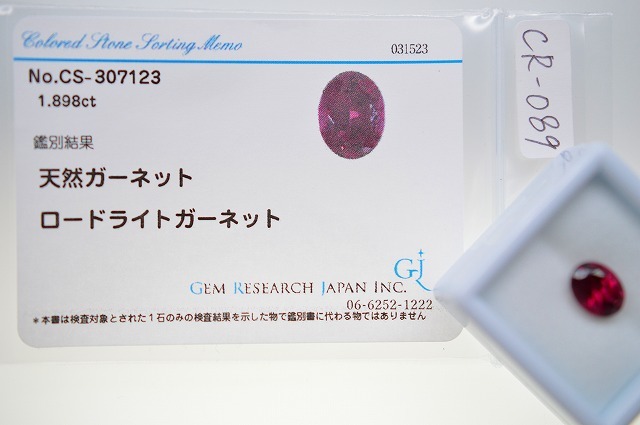 Colored Stone Sorting Memo
031523
No.CS-307123
1.898ct
鑑別結果
天然ガーネット
ロードライトガーネット
GJ
GEM RESEARCH JAPAN INC.
06-6252-1222
*本書は検査対象とされた1石のみの検査結果を示した物で鑑別書に代わる物ではありません
CR-089